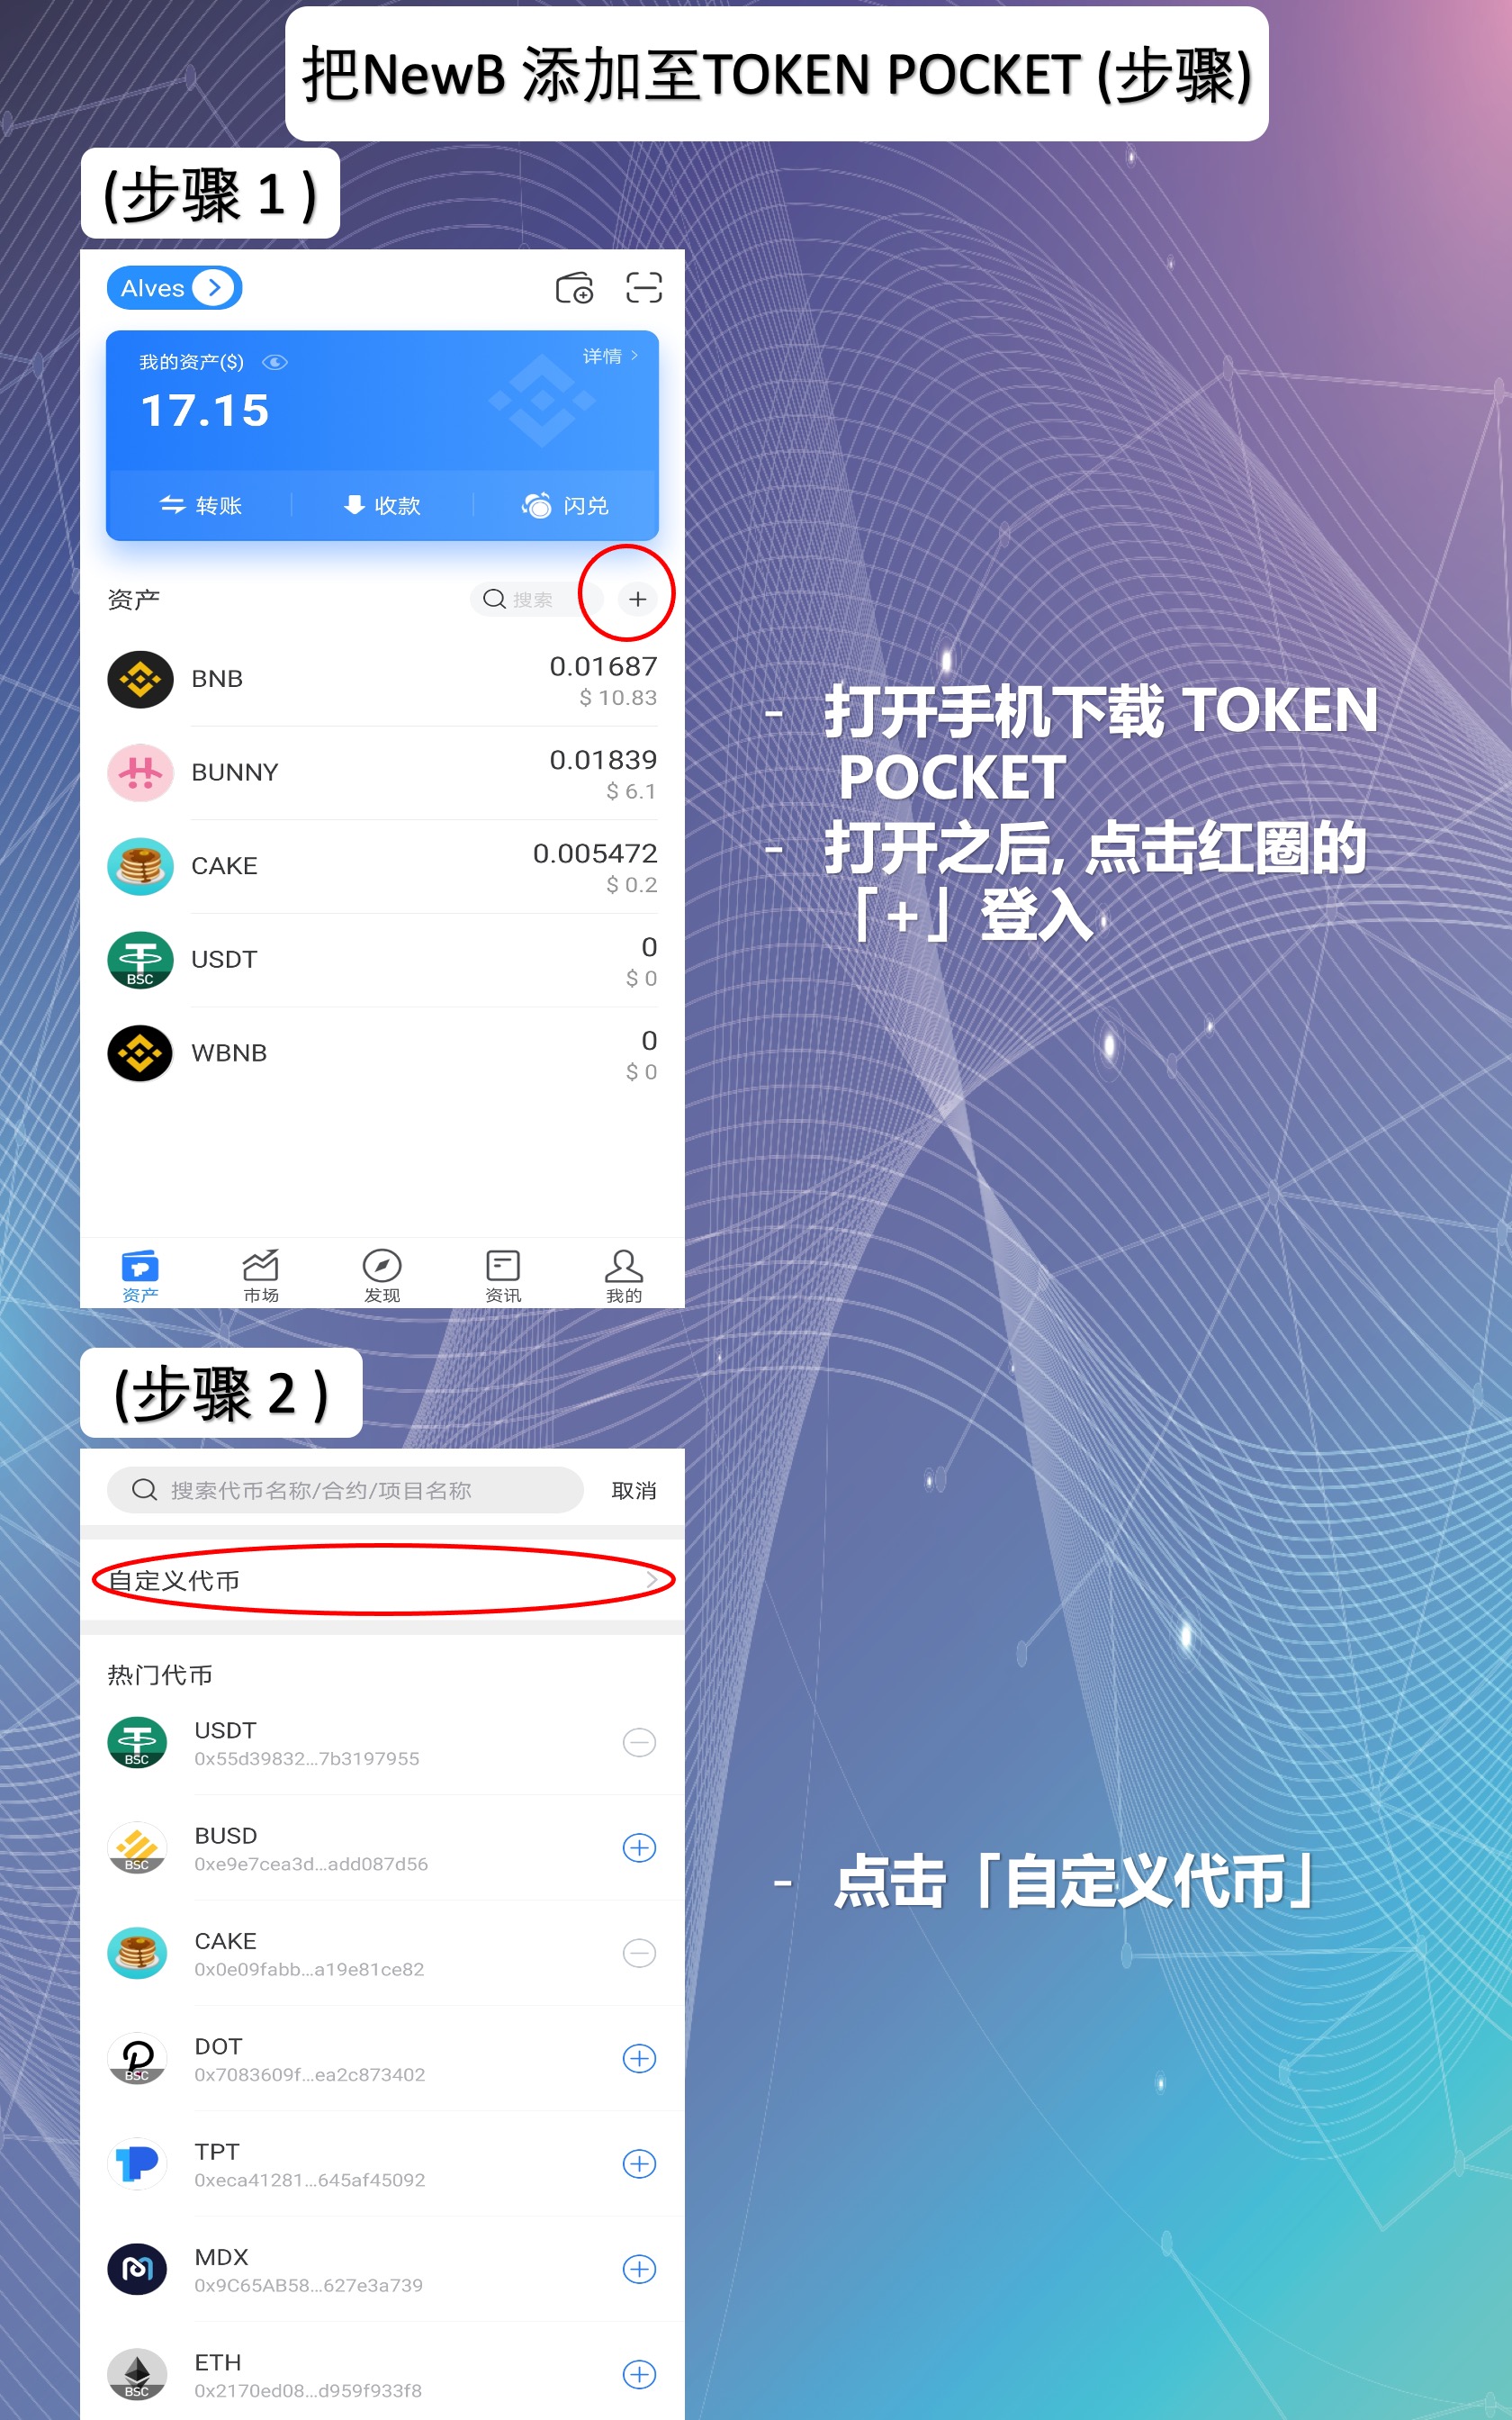 把NewB 添加至TOKEN POCKET (步骤)
(步骤 1 )
Alves
我的资产($)
详情
17.15
转账
收款
闪兑
资产
搜索
BNB
0.01687
$ 10.83
BUNNY
0.01839
$ 6.1
CAKE
0.005472
$ 0.2
USDT
0
$ 0
BSC
WBNB
0
$ 0
资产
市场
发现
资讯
我的
- 打开手机下载 TOKEN
POCKET
- 打开之后, 点击红圈的
「+」登入
(步骤 2 )
搜索代币名称/合约/项目名称
取消
自定义代币
热门代币
USDT
0x55d39832...7b3197955
BSC
BUSD
0xe9e7cea3d...add087d56
BSC
CAKE
0x0e09fabb...a19e81ce82
DOT
0x7083609f...ea2c873402
BSC
TPT
0xeca41281...645af45092
MDX
0x9C65AB58...627e3a739
ETH
0x2170ed08...d959f933f8
BSC
- 点击「自定义代币」